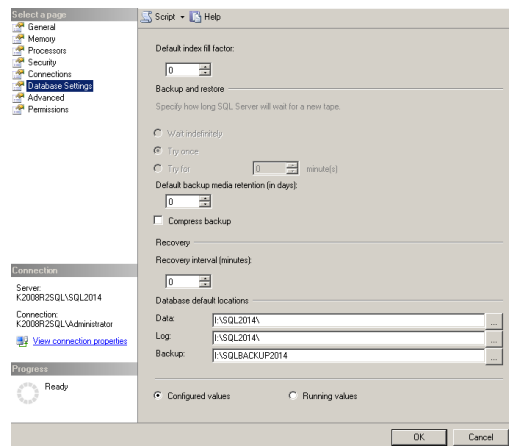 Select a page
General
Memory
Processors
Security
Connections
Database Settings
Advanced
Permissions
Connection
Server:
K2008R2SQL\SQL2014
Connection:
K2008R2SQL\Administrator
View connection properties
Progress
Ready
Script Help
Default index fill factor:
0
Backup and restore
Specify how long SQL Server will wait for a new tape.
Wait indefinitely
Try once
Try for 0 minute(s)
Default backup media retention (in days):
0
Compress backup
Recovery
Recovery interval (minutes):
0
Database default locations
Data: I:\SQL2014\ ...
Log: I:\SQL2014\ ...
Backup: I:\SQLBACKUP2014 ...
Configured values Running values
OK Cancel